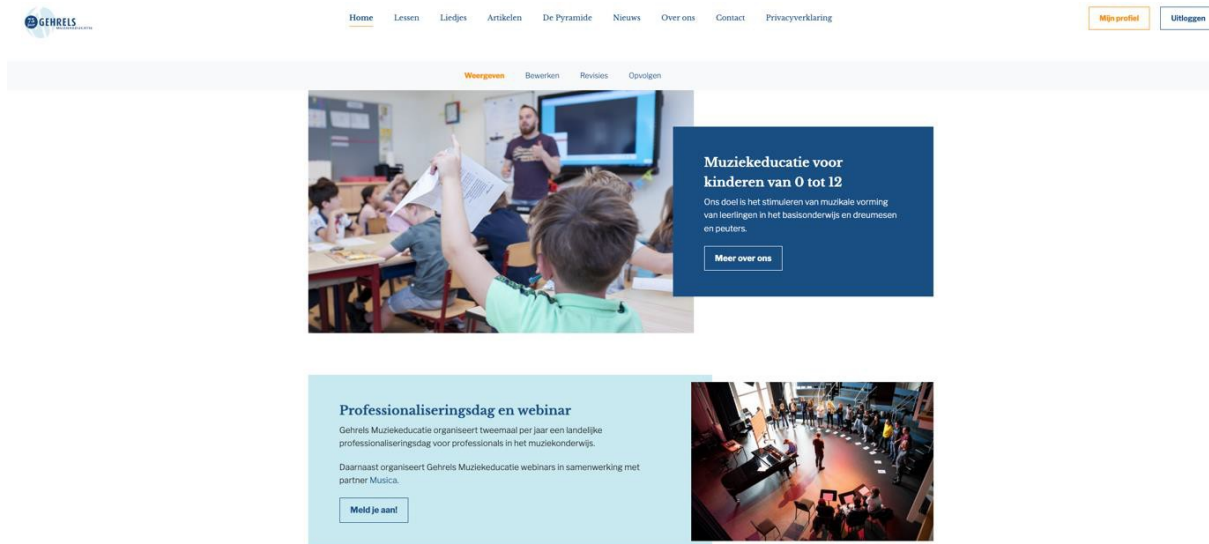 GEHRELS
Home Lessen Liedjes Artikelen De Pyramide Nieuws Over ons Contact Privacyverklaring
Mijn profiel Uitloggen
Weergeven Bewerken Revisies Opvolgen
Muziekeducatie voor
kinderen van 0 tot 12
Ons doel is het stimuleren van muzikale vorming
van leerlingen in het basisonderwijs en dreumesen
en peuters.
Meer over ons
Professionaliseringsdag en webinar
Gehrels Muziekeducatie organiseert tweemaal per jaar een landelijke
professionaliseringsdag voor professionals in het muziekonderwijs.
Daarnaast organiseert Gehrels Muziekeducatie webinars in samenwerking met
partner Musica.
Meld je aan!